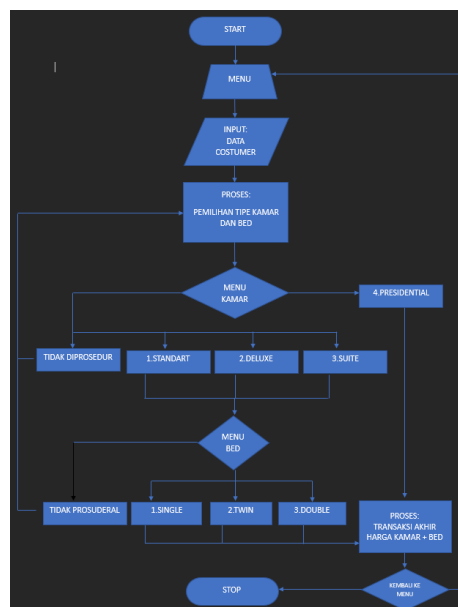 START
MENU
INPUT:
DATA
COSTUMER
PROSES:
PEMILIHAN TIPE KAMAR
DAN BED
MENU
KAMAR
4.PRESIDENTIAL
TIDAK DIPROSEDUR
1.STANDART
2.DELUXE
3.SUITE
MENU
BED
TIDAK PROSUDERAL
1.SINGLE
2.TWIN
3.DOUBLE
PROSES:
TRANSAKSI AKHIR
HARGA KAMAR + BED
STOP
KEMBALI KE
MENU